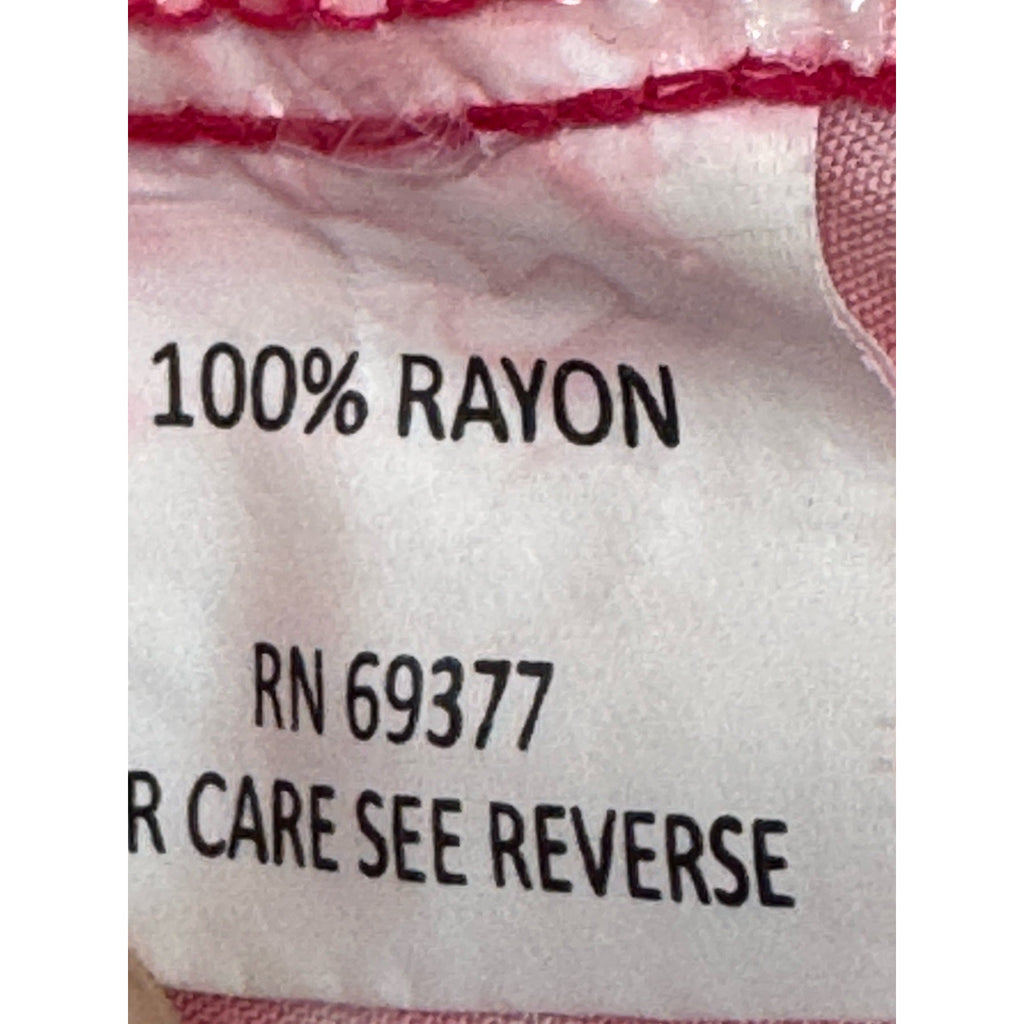 100% RAYON
RN 69377
R CARE SEE REVERSE